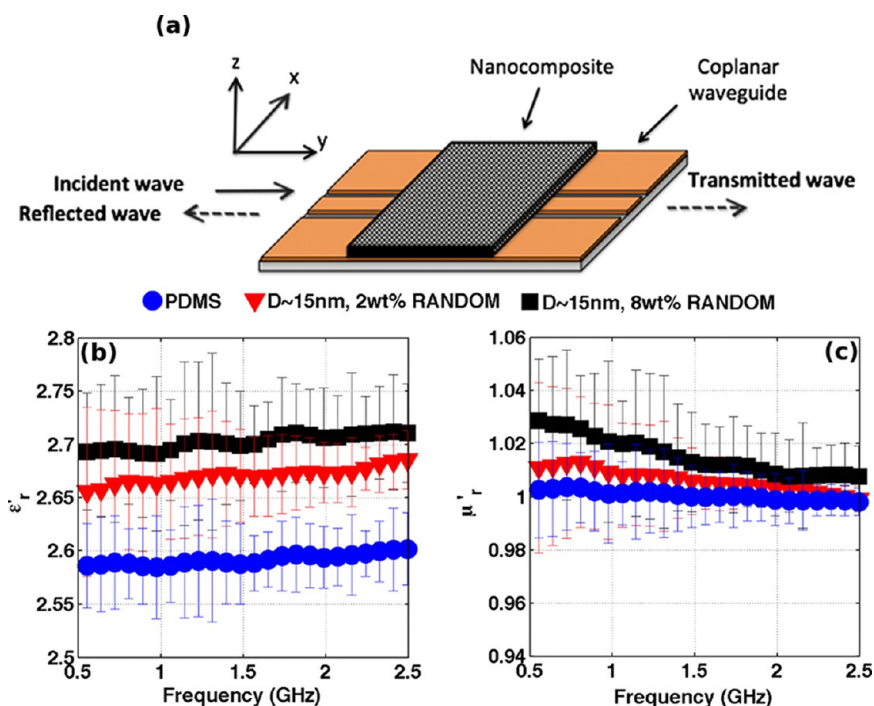 (a)
z
x
y
Nanocomposite
Coplanar
waveguide
Incident wave
Reflected wave
Transmitted wave
PDMS D~15nm, 2wt% RANDOM D~15nm, 8wt% RANDOM
(b)
2.8
2.75
2.7
2.65
2.6
2.55
2.5
ε'r
0.5 1 1.5 2 2.5
Frequency (GHz)
(c)
1.06
1.04
1.02
1
0.98
0.96
0.94
μ'r
0.5 1 1.5 2 2.5
Frequency (GHz)